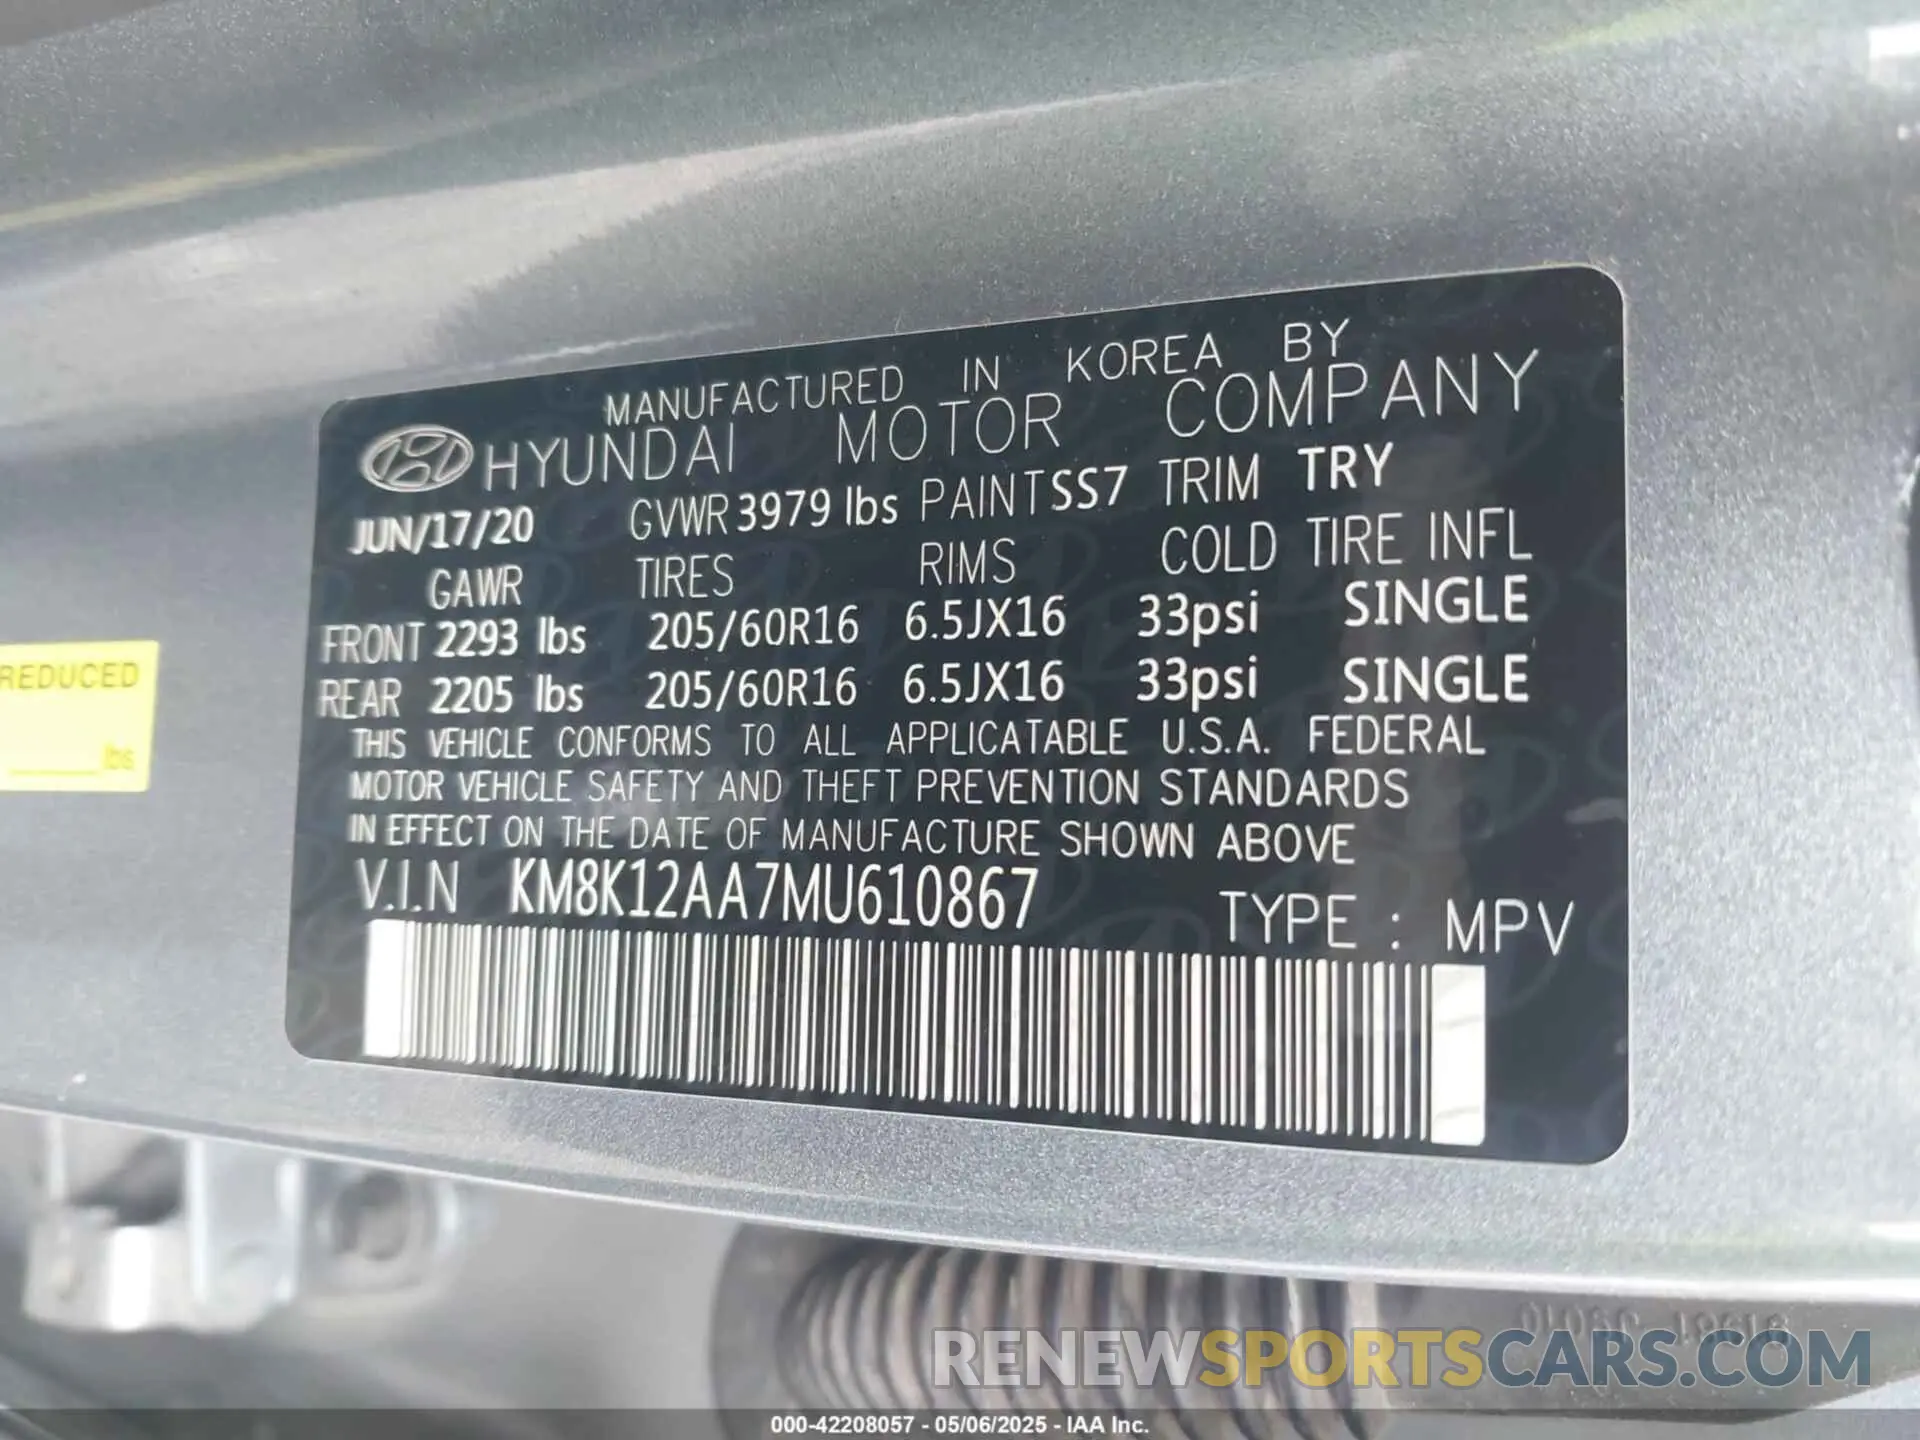 MANUFACTURED IN KOREA BY
HYUNDAI MOTOR COMPANY
JUN/17/20 GVWR 3979 lbs PAINT SS7 TRIM TRY
GAWR TIRES RIMS COLD TIRE INFL
FRONT 2293 lbs 205/60R16 6.5JX16 33psi SINGLE
REAR 2205 lbs 205/60R16 6.5JX16 33psi SINGLE
THIS VEHICLE CONFORMS TO ALL APPLICATABLE U.S.A. FEDERAL
MOTOR VEHICLE SAFETY AND THEFT PREVENTION STANDARDS
IN EFFECT ON THE DATE OF MANUFACTURE SHOWN ABOVE
V.I.N KM8K12AA7MU610867
TYPE : MPV
REDUCED
lbs
RENEWSPORTSCARS.COM
000-42208057 - 05/06/2025 - IAA Inc.